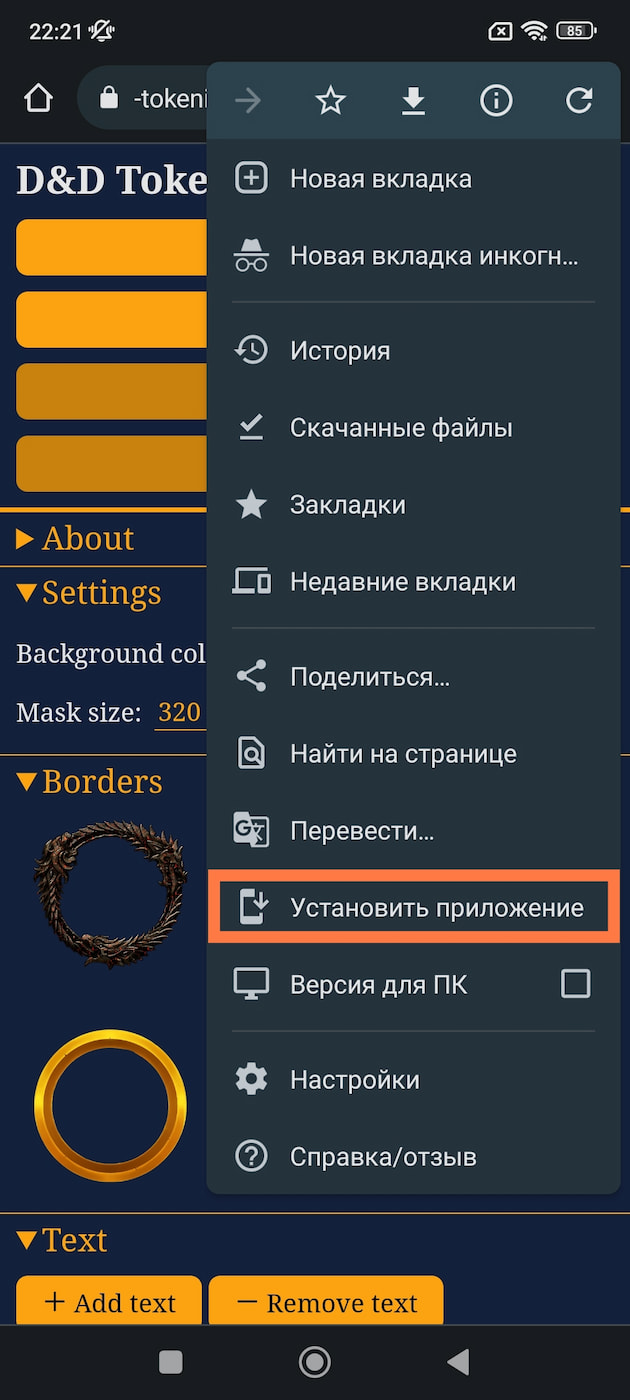 22:21
85
-tokeni
D&D Toke
Новая вкладка
Новая вкладка инкогн...
История
Скачанные файлы
Закладки
About
Недавние вкладки
Settings
Background col
Поделиться...
Mask size: 320
Найти на странице
Borders
Перевести...
Установить приложение
Версия для ПК
Настройки
Справка/отзыв
Text
+ Add text
− Remove text